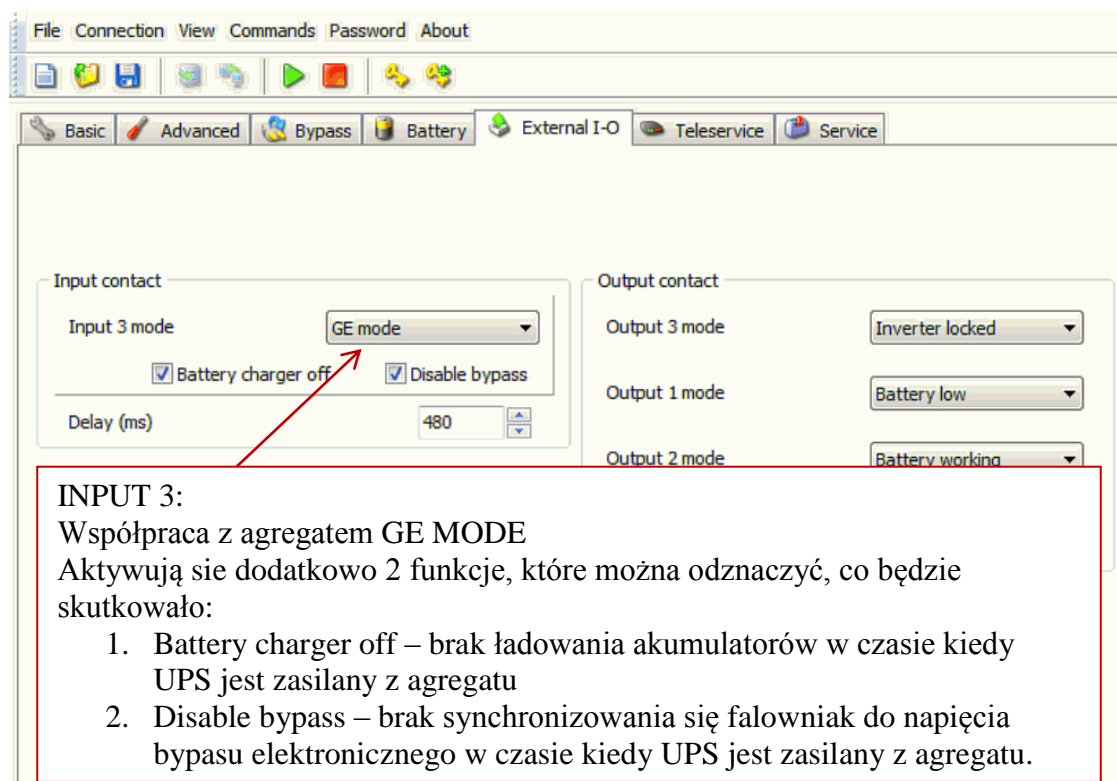 File Connection View Commands Password About
Basic Advanced Bypass Battery External I-O Teleservice Service
Input contact
Input 3 mode GE mode
Battery charger off Disable bypass
Delay (ms) 480
Output contact
Output 3 mode Inverter locked
Output 1 mode Battery low
Output 2 mode Battery working
INPUT 3:
Współpraca z agregatem GE MODE
Aktywują sie dodatkowo 2 funkcje, które można odznaczyć, co będzie
skutkowało:
1. Battery charger off – brak ładowania akumulatorów w czasie kiedy
UPS jest zasilany z agregatu
2. Disable bypass – brak synchronizowania się falowniak do napięcia
bypasu elektronicznego w czasie kiedy UPS jest zasilany z agregatu.